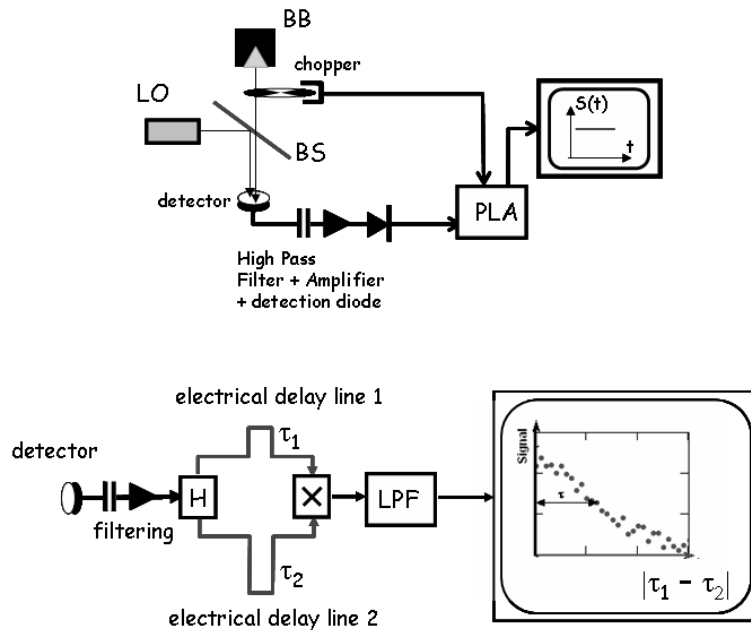 BB
chopper
LO
S(t)
t
BS
detector
PLA
High Pass
Filter + Amplifier
+ detection diode
electrical delay line 1
τ1
detector
Signal
H
×
LPF
τ
filtering
τ2
|τ1 - τ2|
electrical delay line 2